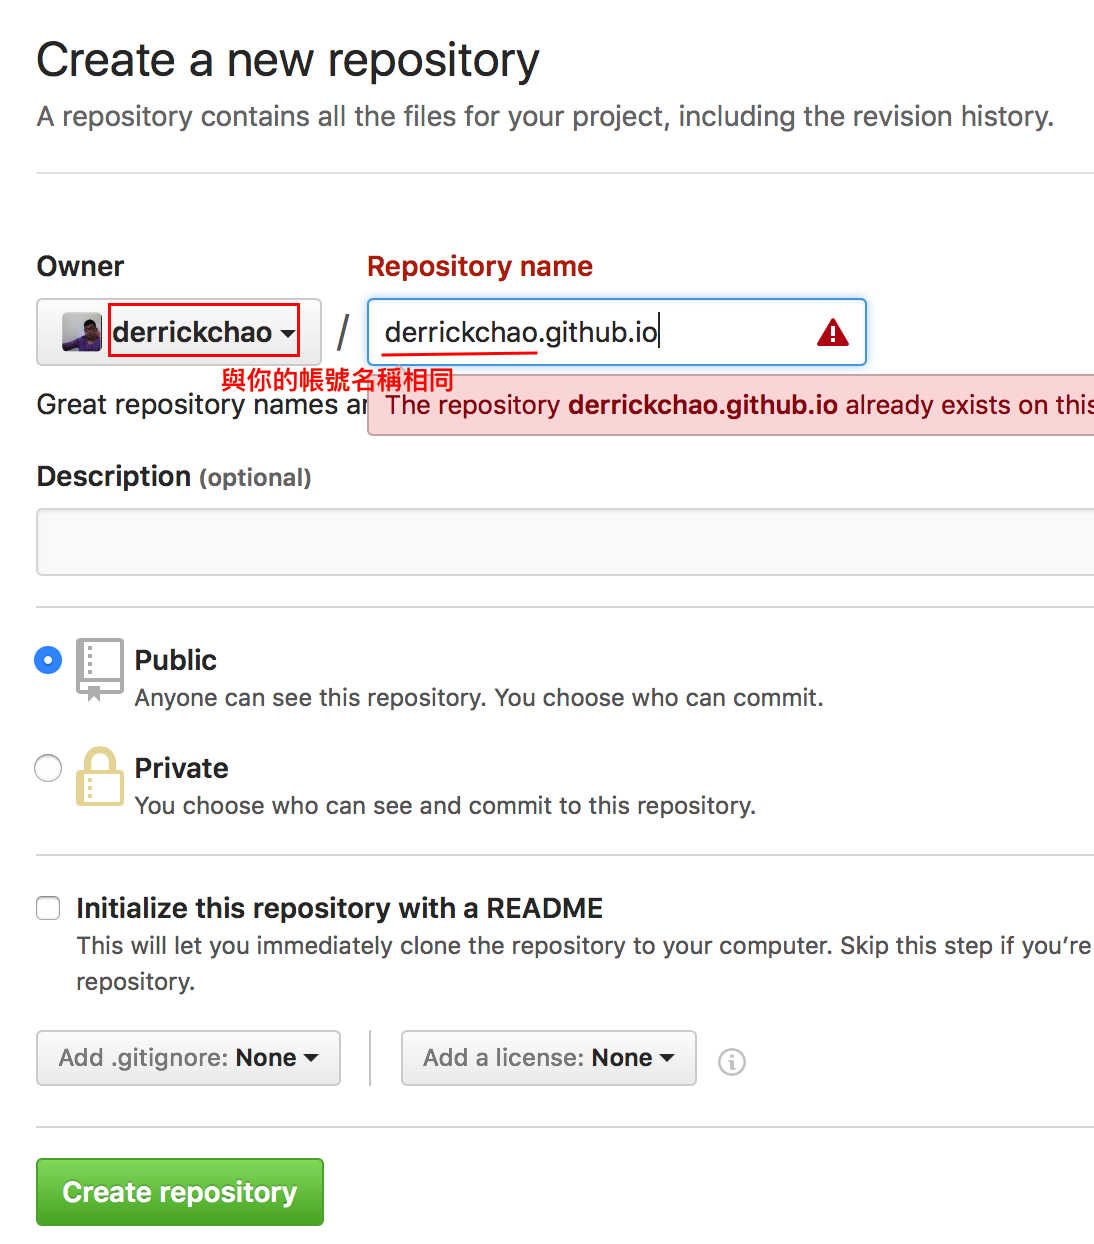 Create a new repository
A repository contains all the files for your project, including the revision history.
Owner
Repository name
derrickchao
/
derrickchao.github.io
與你的帳號名稱相同
Great repository names ar
The repository derrickchao.github.io already exists on this
Description (optional)
Public
Anyone can see this repository. You choose who can commit.
Private
You choose who can see and commit to this repository.
Initialize this repository with a README
This will let you immediately clone the repository to your computer. Skip this step if you’re
repository.
Add .gitignore: None
Add a license: None
Create repository